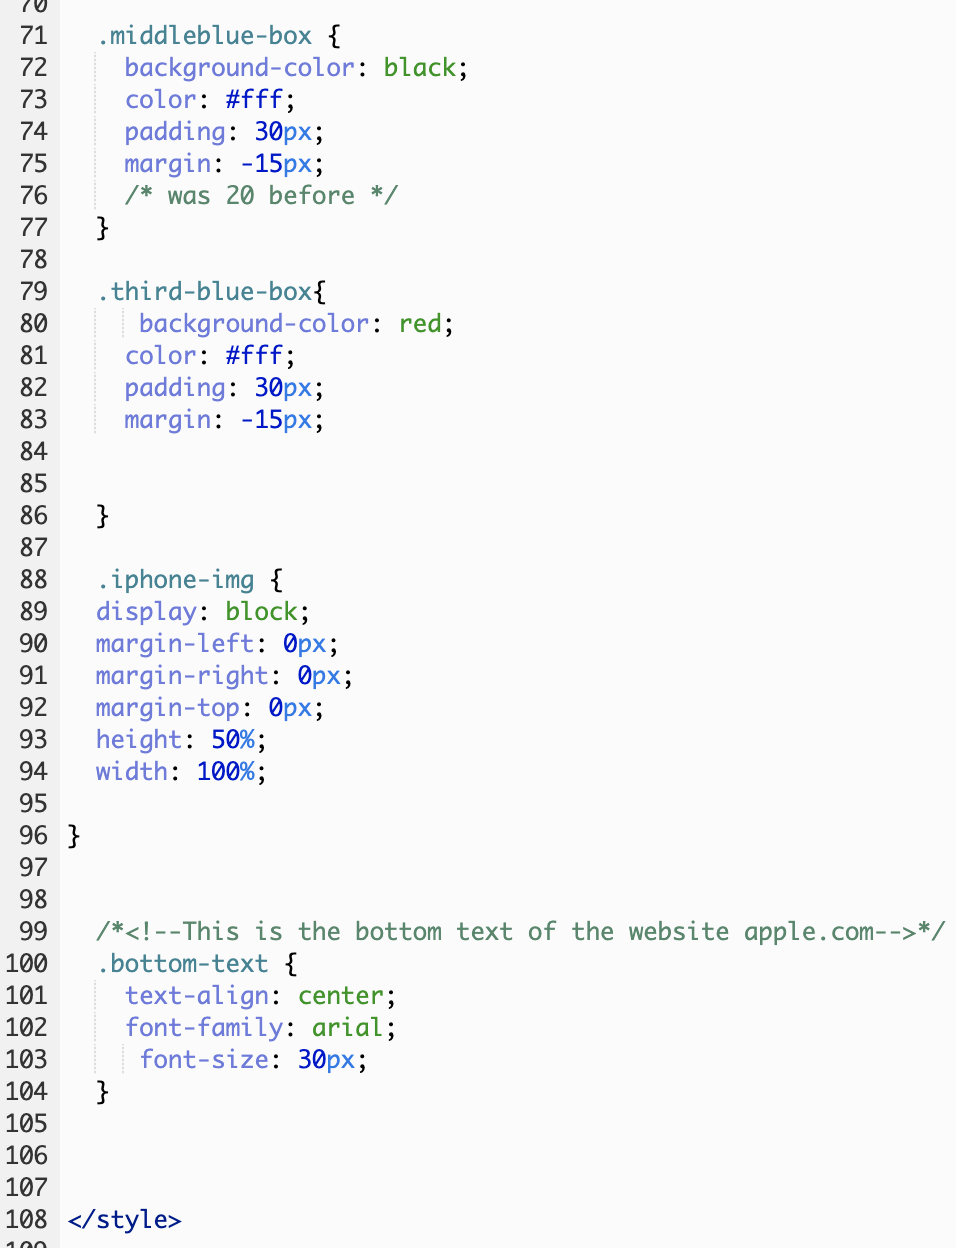 70
71 .middleblue-box {
72 background-color: black;
73 color: #fff;
74 padding: 30px;
75 margin: -15px;
76 /* was 20 before */
77 }
78
79 .third-blue-box{
80 background-color: red;
81 color: #fff;
82 padding: 30px;
83 margin: -15px;
84
85
86 }
87
88 .iphone-img {
89 display: block;
90 margin-left: 0px;
91 margin-right: 0px;
92 margin-top: 0px;
93 height: 50%;
94 width: 100%;
95
96 }
97
98
99 /*<!--This is the bottom text of the website apple.com-->*/
100 .bottom-text {
101 text-align: center;
102 font-family: arial;
103 font-size: 30px;
104 }
105
106
107
108 </style>
109